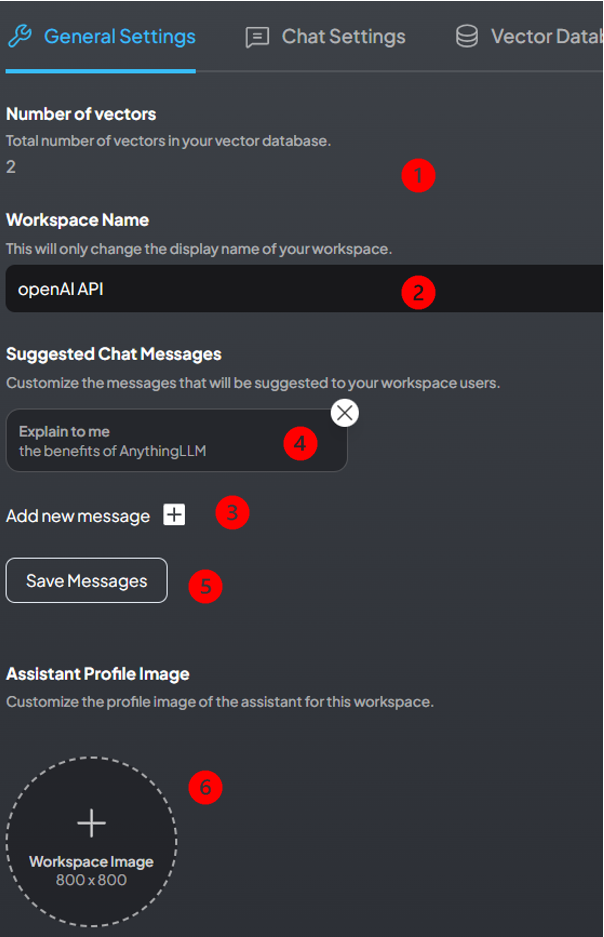 General Settings Chat Settings Vector Datab
Number of vectors
Total number of vectors in your vector database.
2
1
Workspace Name
This will only change the display name of your workspace.
openAI API
2
Suggested Chat Messages
Customize the messages that will be suggested to your workspace users.
Explain to me
the benefits of AnythingLLM
4
Add new message
3
Save Messages
5
Assistant Profile Image
Customize the profile image of the assistant for this workspace.
6
Workspace Image
800 x 800